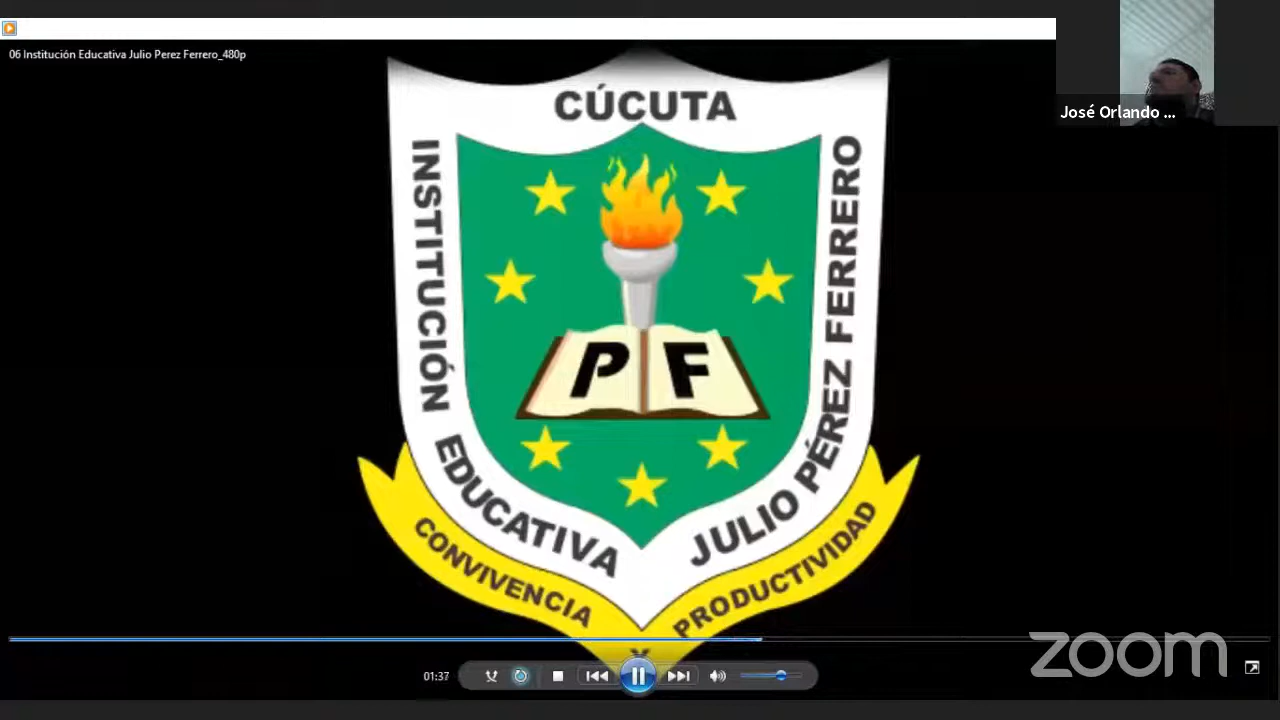 06 Institución Educativa Julio Perez Ferrero_480p
José Orlando ...
CÚCUTA
INSTITUCIÓN EDUCATIVA
JULIO PÉREZ FERRERO
P F
CONVIVENCIA
Y
PRODUCTIVIDAD
01:37
zoom